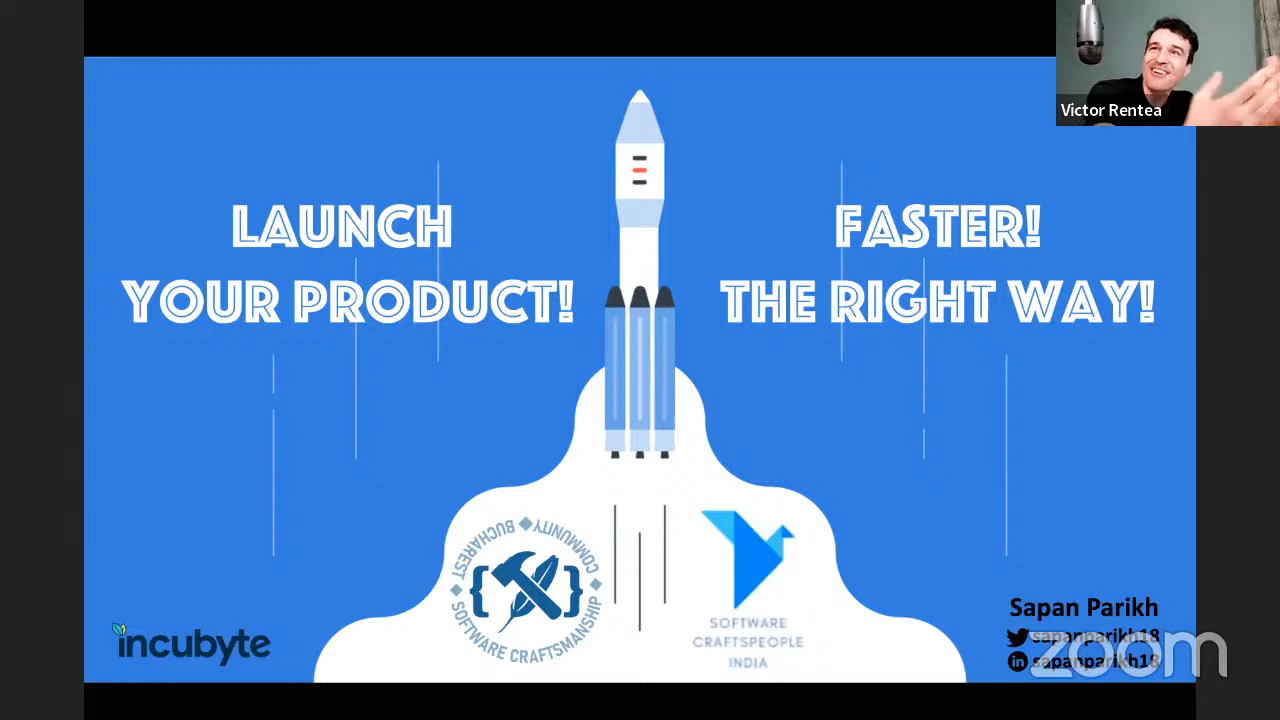 Victor Rentea
LAUNCH
YOUR PRODUCT!
FASTER!
THE RIGHT WAY!
BUCHAREST ◆ SOFTWARE CRAFTSMANSHIP ◆ COMMUNITY ◆
{ }
SOFTWARE
CRAFTSPEOPLE
INDIA
incubyte
Sapan Parikh
sapanparikh18
in sapanparikh18
zoom